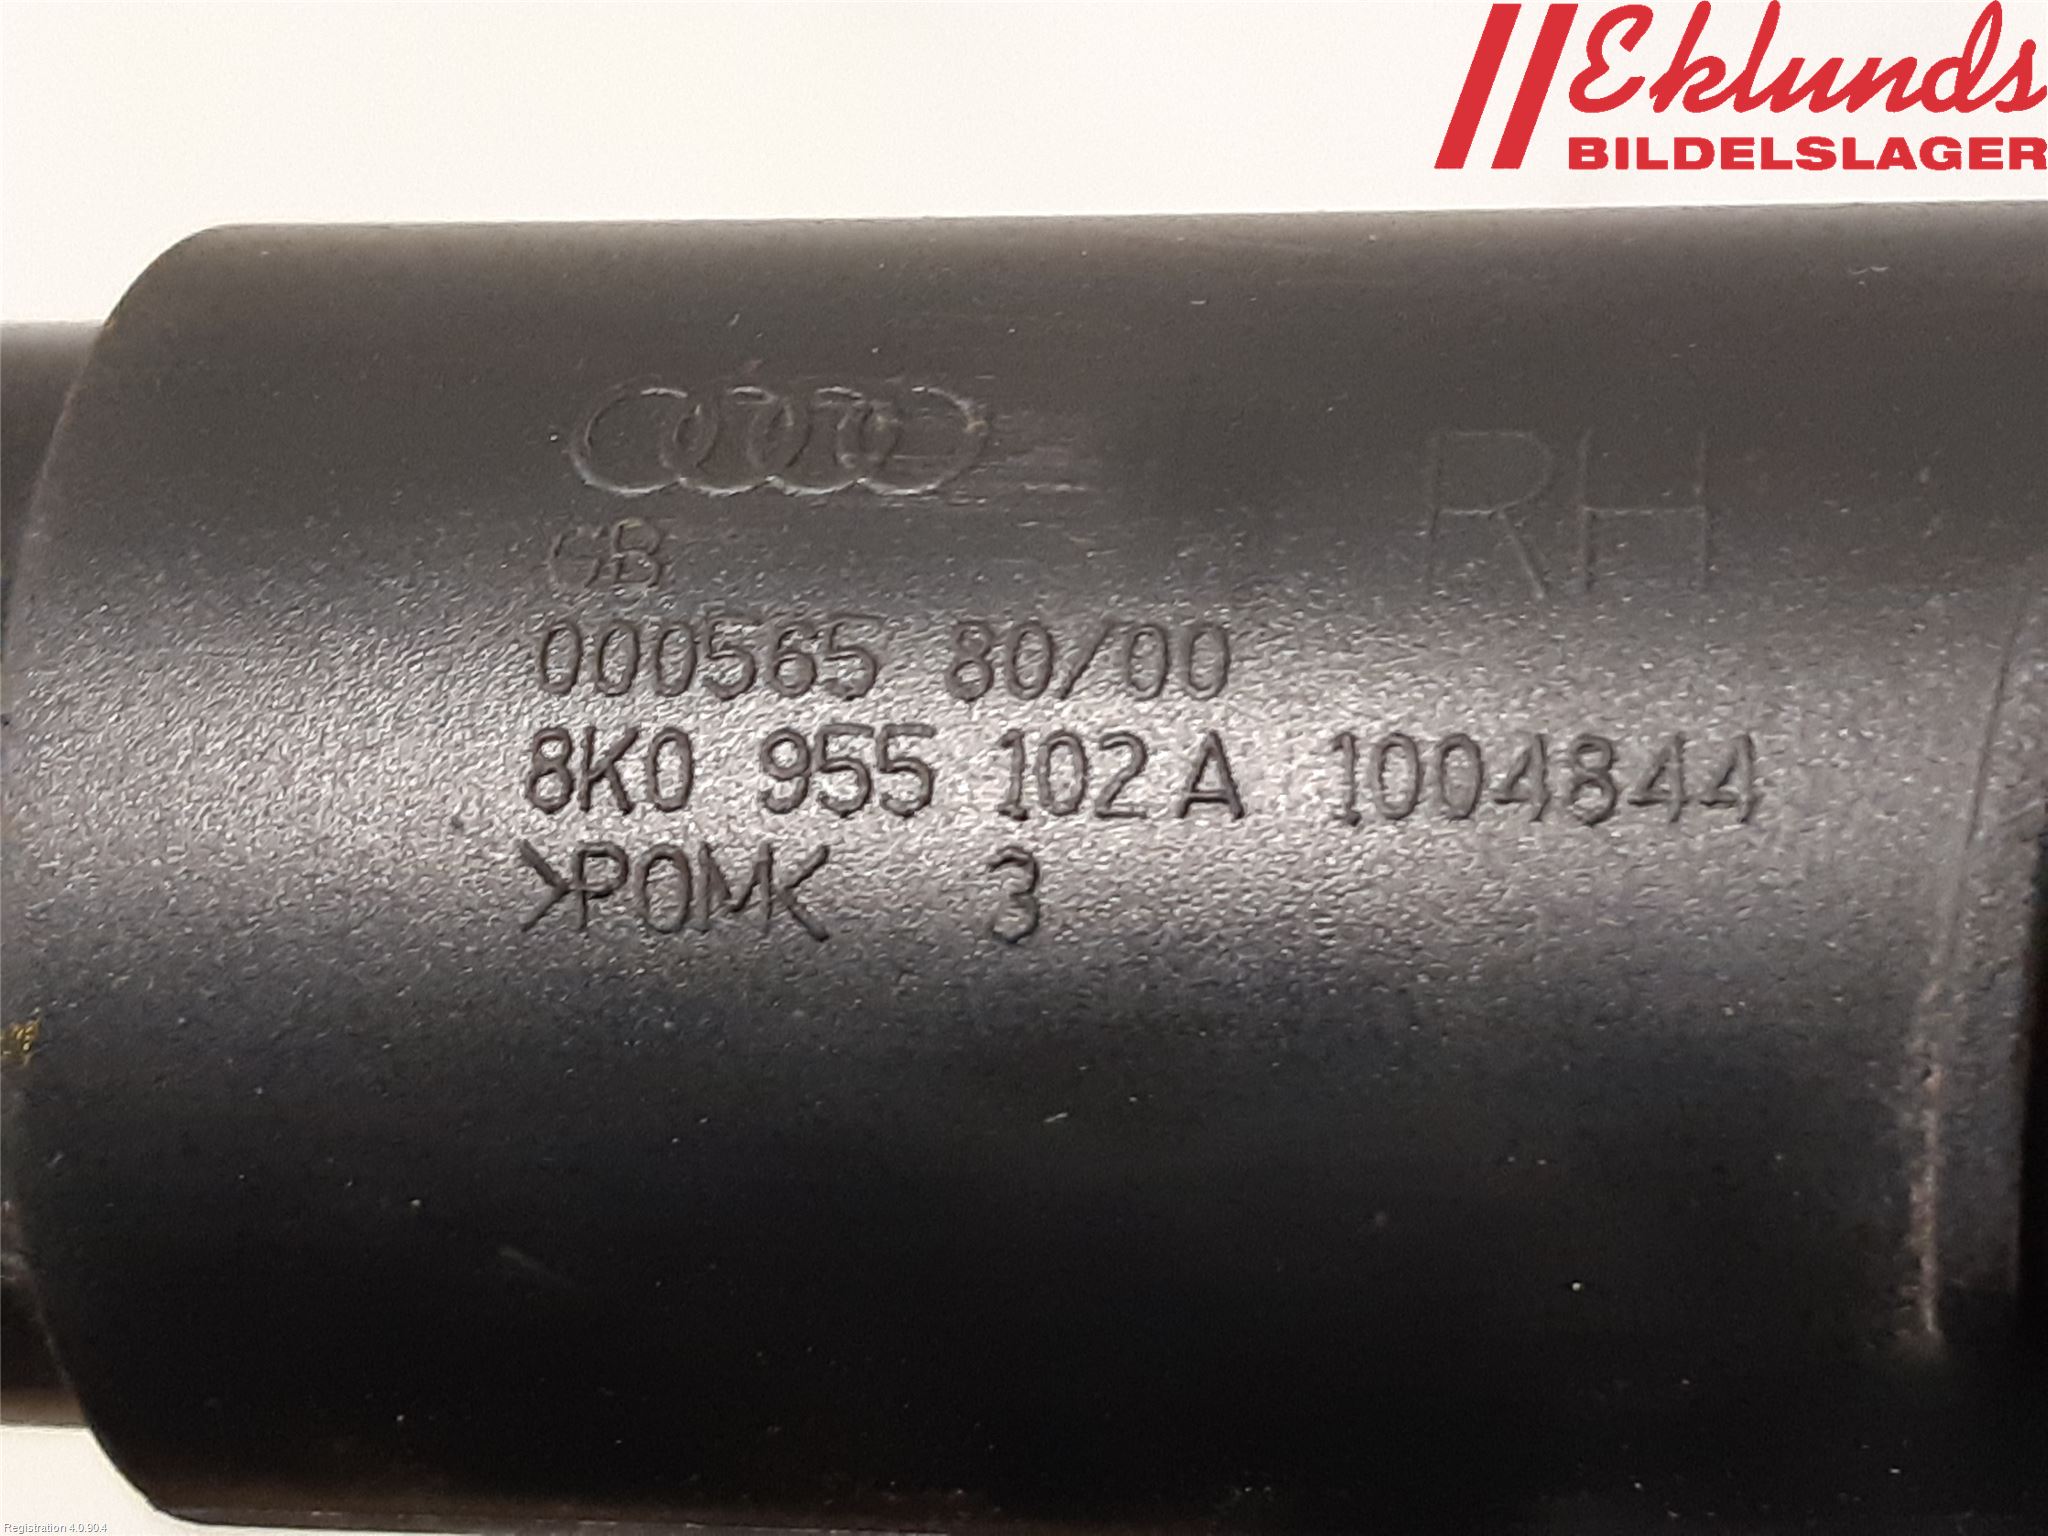 Eklunds
BILDELSLAGER
RH
GB
000565 80/00
8K0 955 102 A 1004844
>POM< 3
Registration 4.0.90.4